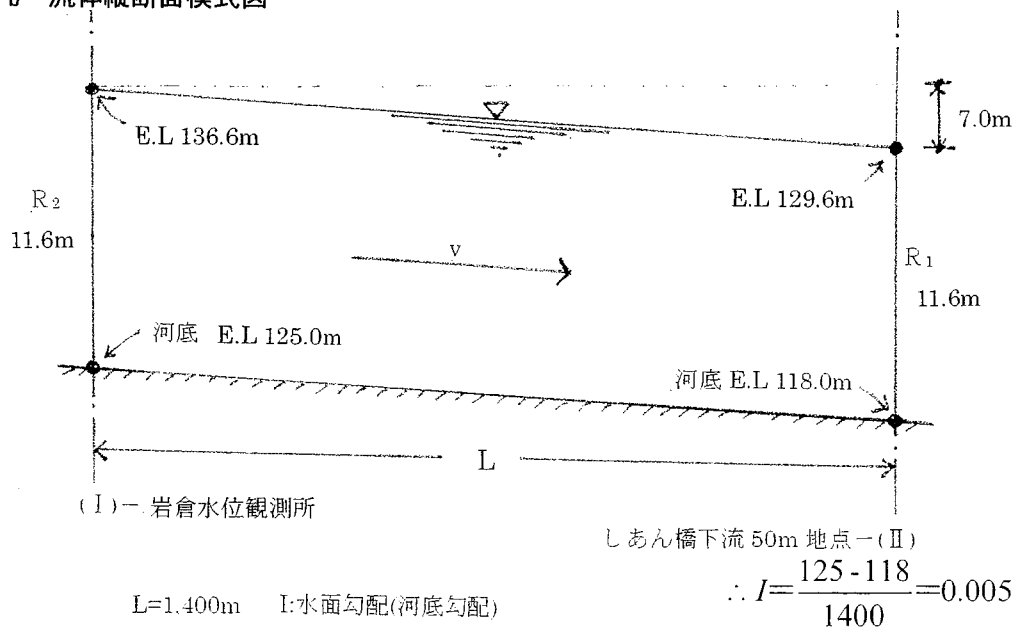 流体縦断面模式図
E.L 136.6m
7.0m
E.L 129.6m
R₂
11.6m
v
R₁
11.6m
河底 E.L 125.0m
河底 E.L 118.0m
L
(Ⅰ)－ 岩倉水位観測所
しあん橋下流 50m 地点－(Ⅱ)
L=1.400m I:水面勾配(河底勾配)
∴ I=\frac{125-118}{1400}=0.005